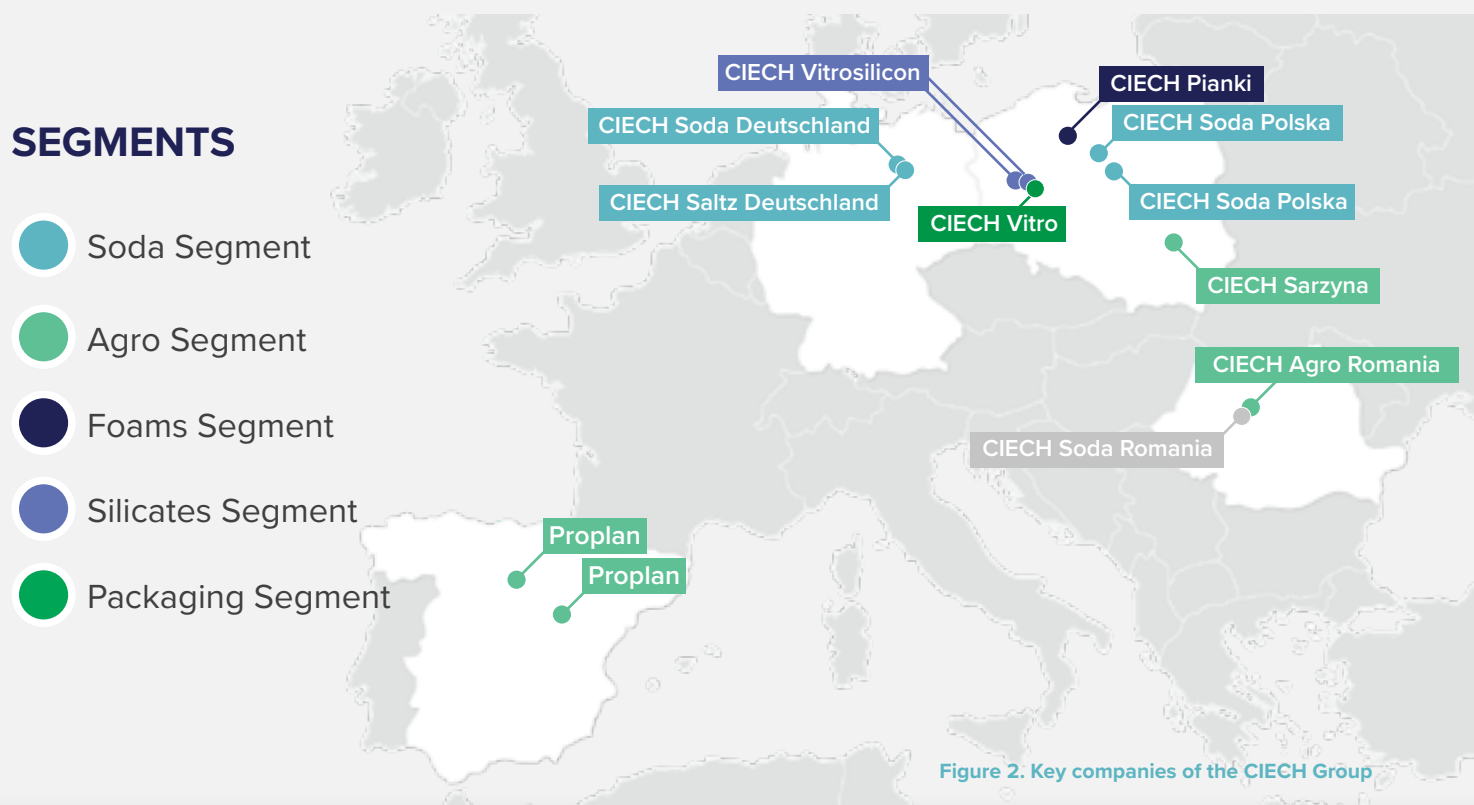 SEGMENTS
Soda Segment
Agro Segment
Foams Segment
Silicates Segment
Packaging Segment
CIECH Vitrosilicon
CIECH Pianki
CIECH Soda Deutschland
CIECH Soda Polska
CIECH Saltz Deutschland
CIECH Soda Polska
CIECH Vitro
CIECH Sarzyna
CIECH Agro Romania
CIECH Soda Romania
Proplan
Proplan
Figure 2. Key companies of the CIECH Group